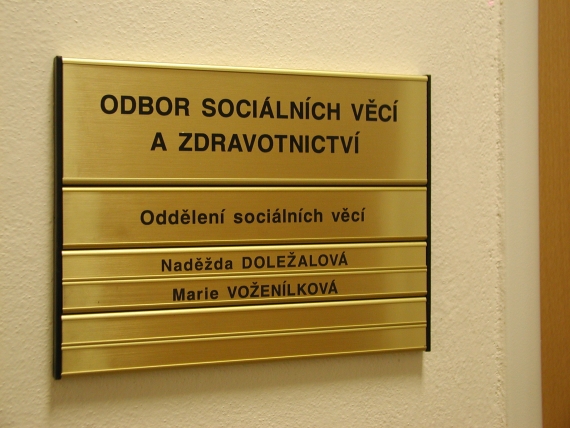 ODBOR SOCIÁLNÍCH VĚCÍ
A ZDRAVOTNICTVÍ
Oddělení sociálních věcí
Naděžda DOLEŽALOVÁ
Marie VOŽENÍLKOVÁ